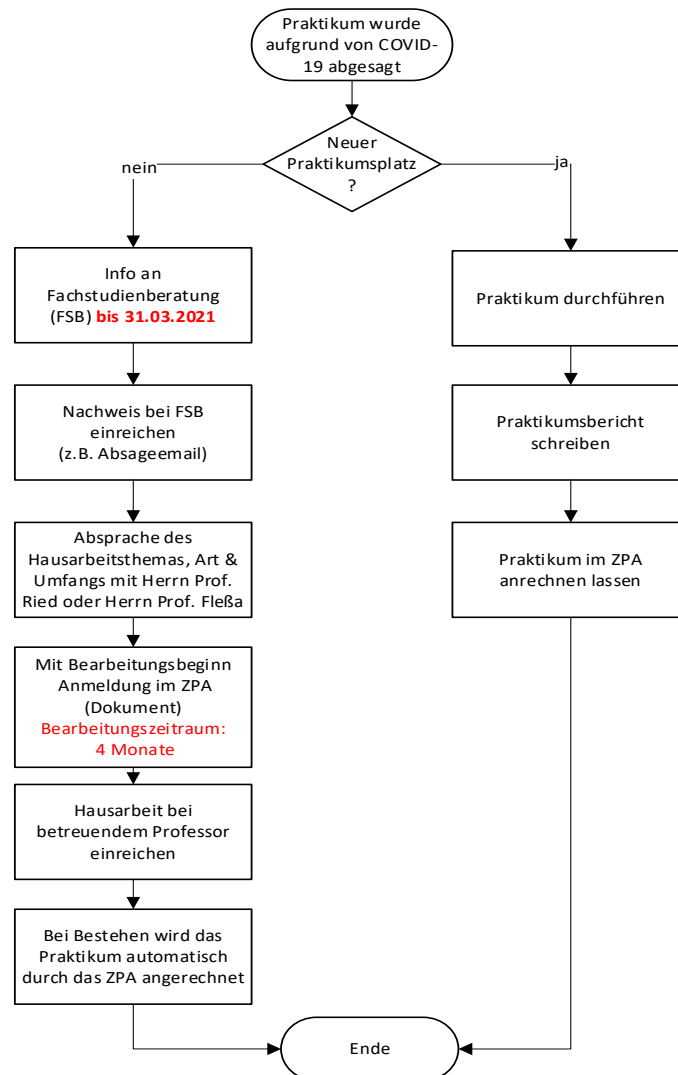 Praktikum wurde
aufgrund von COVID-
19 abgesagt
Neuer
Praktikumsplatz
?
nein
ja
Info an
Fachstudienberatung
(FSB) bis 31.03.2021
Nachweis bei FSB
einreichen
(z.B. Absageemail)
Absprache des
Hausarbeitsthemas, Art &
Umfangs mit Herrn Prof.
Ried oder Herrn Prof. Fleßa
Mit Bearbeitungsbeginn
Anmeldung im ZPA
(Dokument)
Bearbeitungszeitraum:
4 Monate
Hausarbeit bei
betreuendem Professor
einreichen
Bei Bestehen wird das
Praktikum automatisch
durch das ZPA angerechnet
Praktikum durchführen
Praktikumsbericht
schreiben
Praktikum im ZPA
anrechnen lassen
Ende